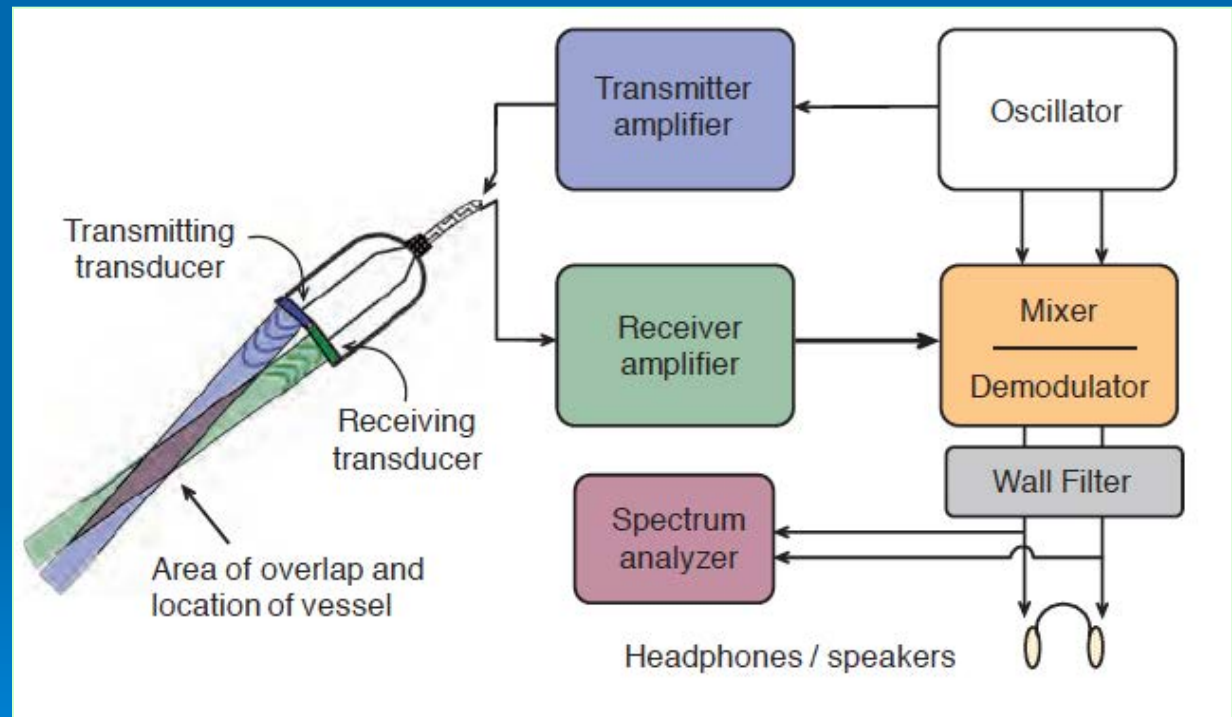 Transmitter
amplifier
Oscillator
Transmitting
transducer
Receiver
amplifier
Mixer
Demodulator
Receiving
transducer
Wall Filter
Spectrum
analyzer
Area of overlap and
location of vessel
Headphones / speakers